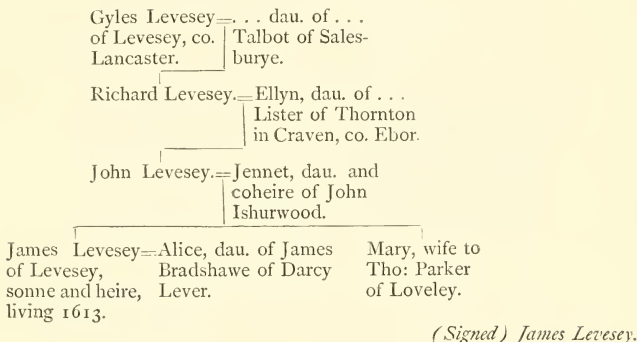 Gyles Levesey=. . . dau. of . . .
of Levesey, co. Talbot of Sales-
Lancaster. burye.
Richard Levesey.=Ellyn, dau. of . . .
Lister of Thornton
in Craven, co. Ebor.
John Levesey.=Jennet, dau. and
coheire of John
Ishurwood.
James Levesey=Alice, dau. of James
of Levesey, Bradshawe of Darcy
sonne and heire, Lever.
living 1613.
Mary, wife to
Tho: Parker
of Loveley.
(Signed) James Levesey.